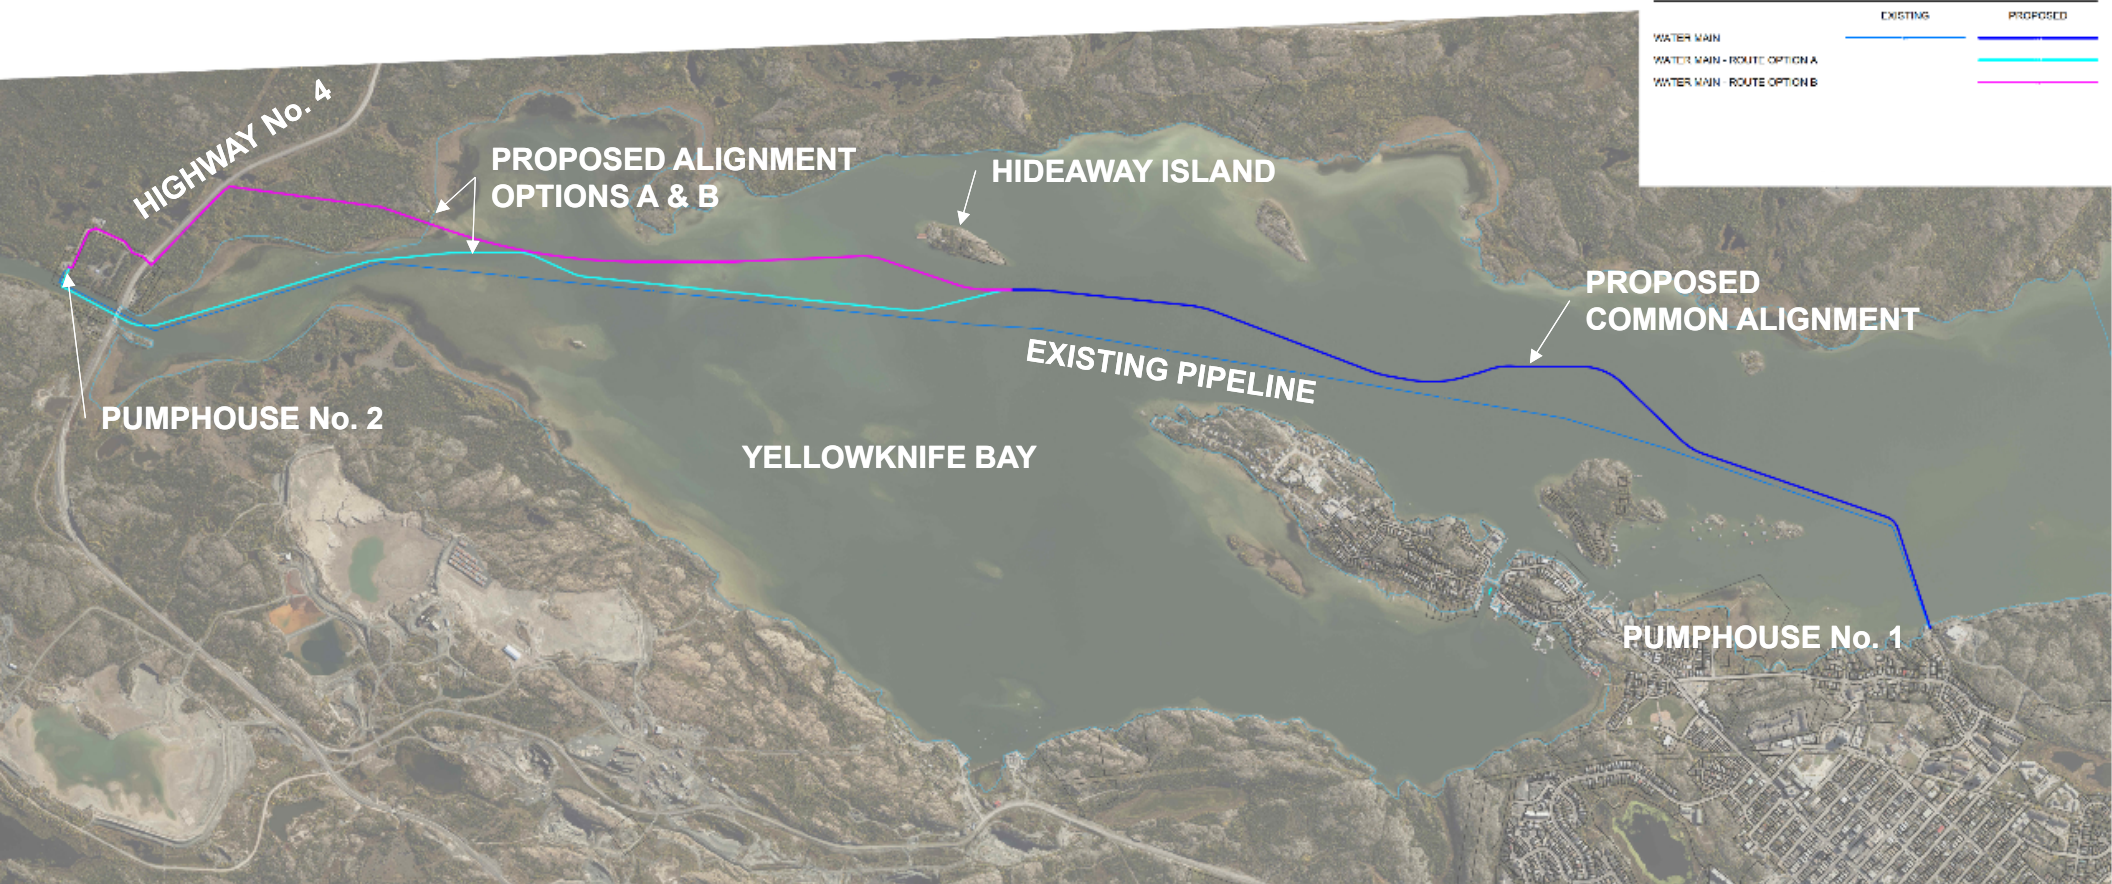 EXISTING PROPOSED
WATER MAIN
WATER MAIN - ROUTE OPTION A
WATER MAIN - ROUTE OPTION B
HIGHWAY No. 4
PROPOSED ALIGNMENT
OPTIONS A & B
HIDEAWAY ISLAND
PROPOSED
COMMON ALIGNMENT
EXISTING PIPELINE
PUMPHOUSE No. 2
YELLOWKNIFE BAY
PUMPHOUSE No. 1